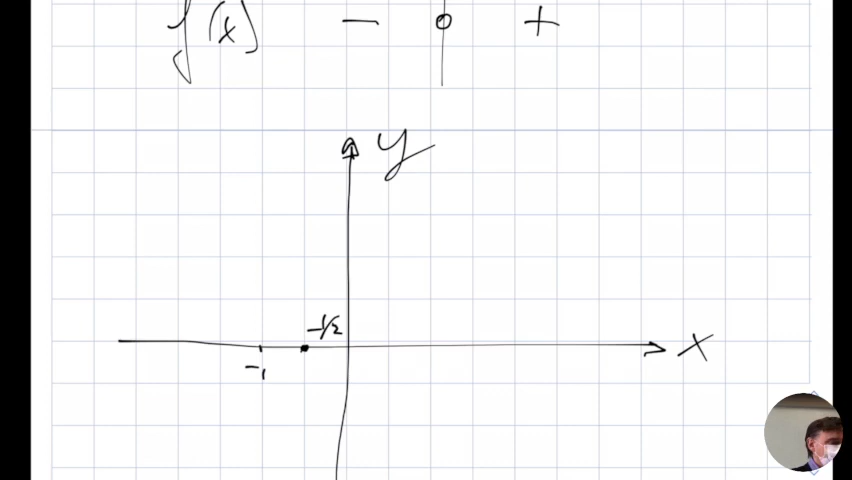 f(x) − 0 +
y
-1/2
x
-1